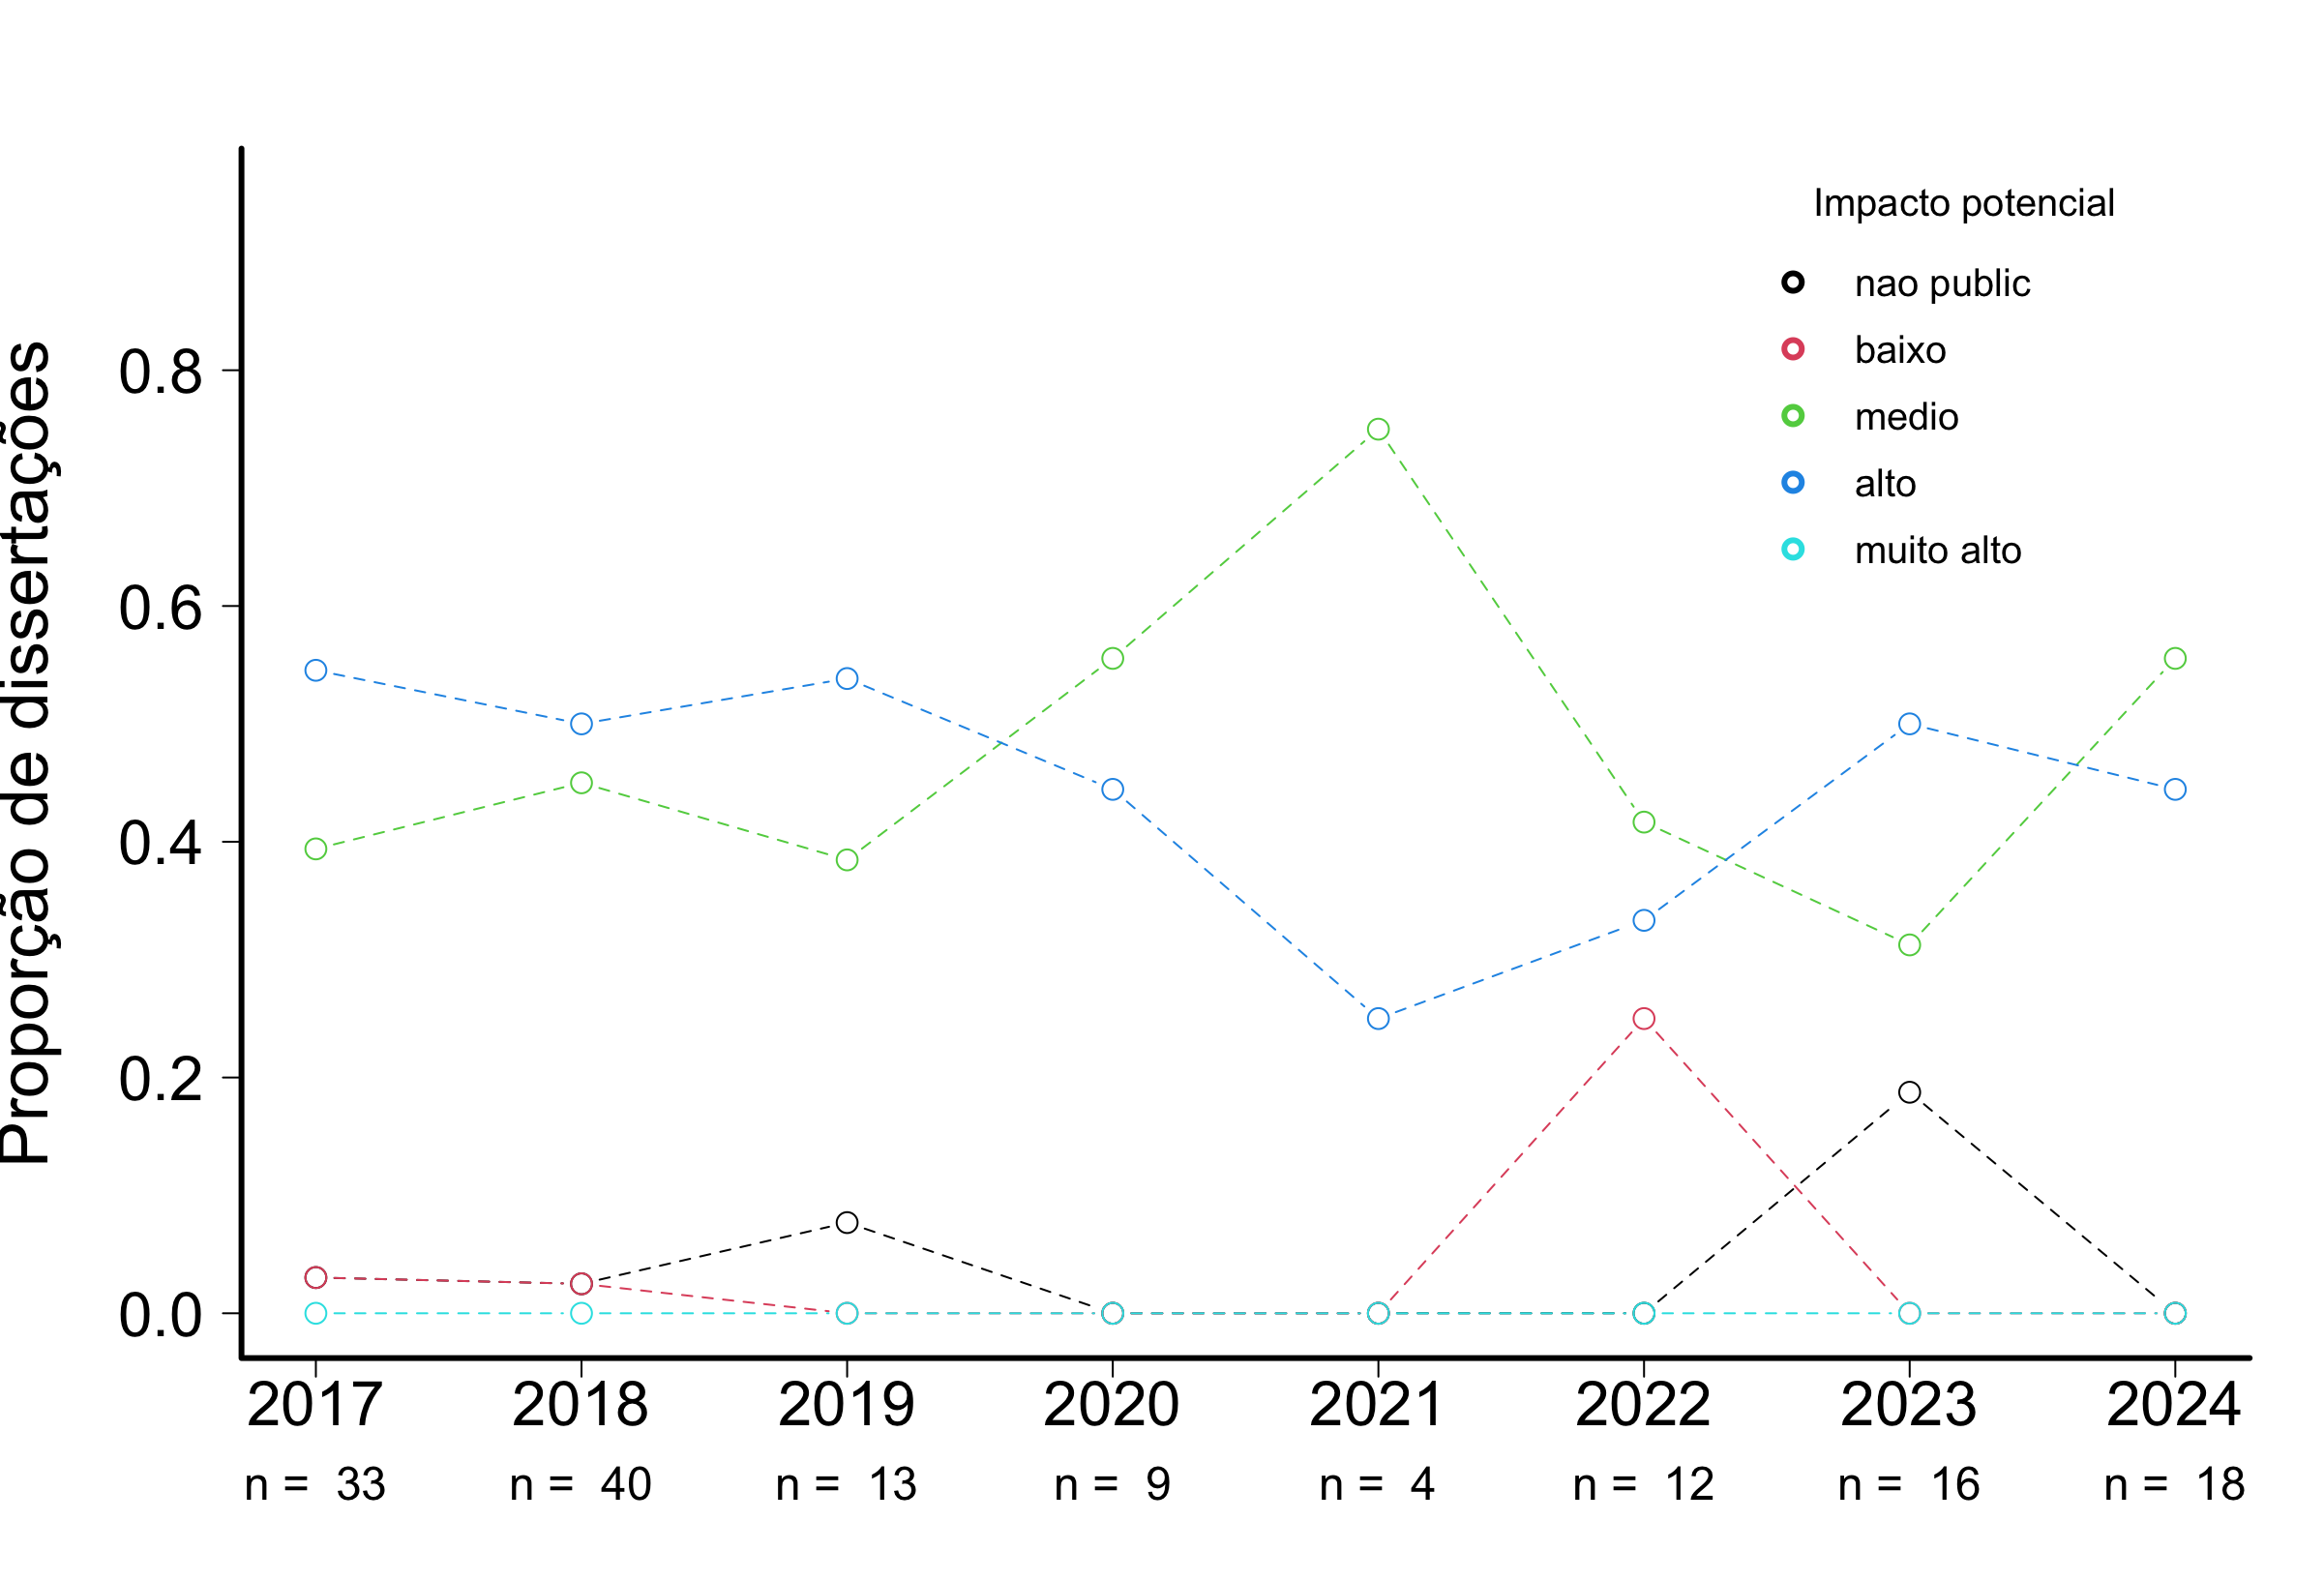 Proporção de dissertações
0.8
0.6
0.4
0.2
0.0
Impacto potencial
nao public
baixo
medio
alto
muito alto
2017 2018 2019 2020 2021 2022 2023 2024
n = 33 n = 40 n = 13 n = 9 n = 4 n = 12 n = 16 n = 18